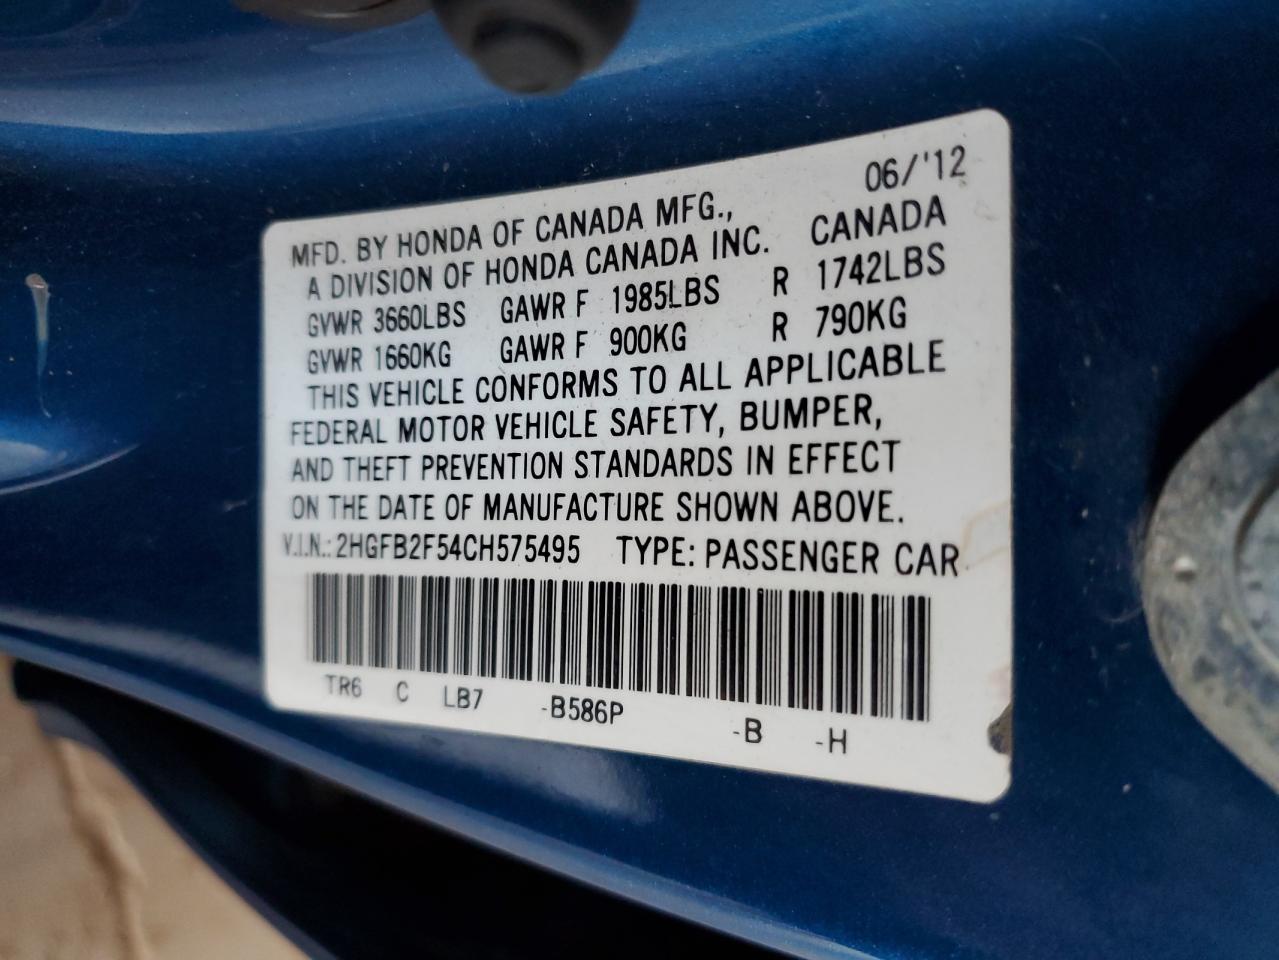 06/'12
MFD. BY HONDA OF CANADA MFG.,
A DIVISION OF HONDA CANADA INC. CANADA
GVWR 3660LBS GAWR F 1985LBS R 1742LBS
GVWR 1660KG GAWR F 900KG R 790KG
THIS VEHICLE CONFORMS TO ALL APPLICABLE
FEDERAL MOTOR VEHICLE SAFETY, BUMPER,
AND THEFT PREVENTION STANDARDS IN EFFECT
ON THE DATE OF MANUFACTURE SHOWN ABOVE.
V.I.N.: 2HGFB2F54CH575495 TYPE: PASSENGER CAR
TR6 C LB7 -B586P -B -H